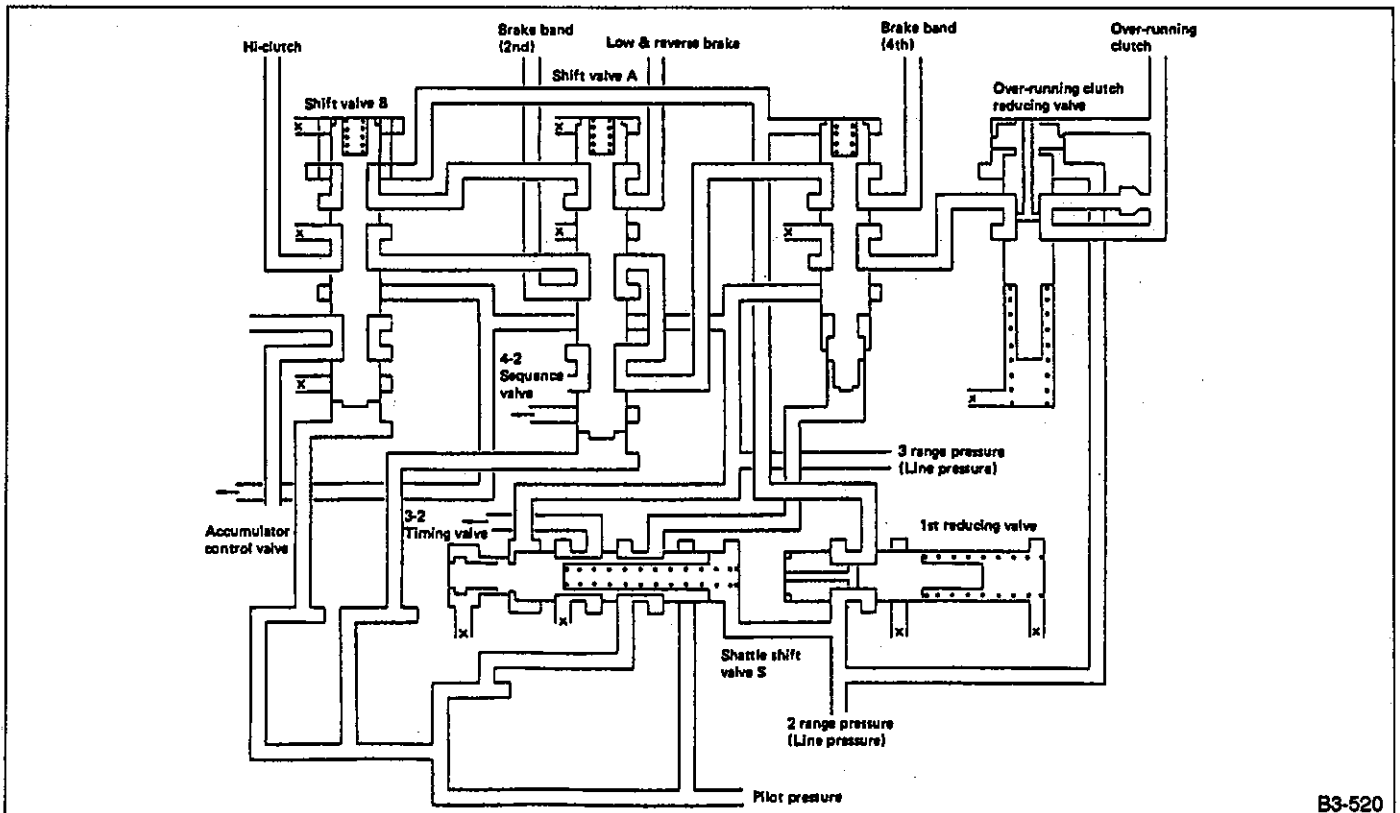 Hi-clutch
Brake band
(2nd)
Low & reverse brake
Brake band
(4th)
Over-running
clutch
Shift valve B
Shift valve A
Over-running clutch
reducing valve
x
x
x
x
x
x
4-2
Sequence
valve
x
3 range pressure
(Line pressure)
Accumulator
control valve
3-2
Timing valve
1st reducing valve
x
x
x
x
Shattle shift
valve S
2 range pressure
(Line pressure)
Pilot pressure
B3-520